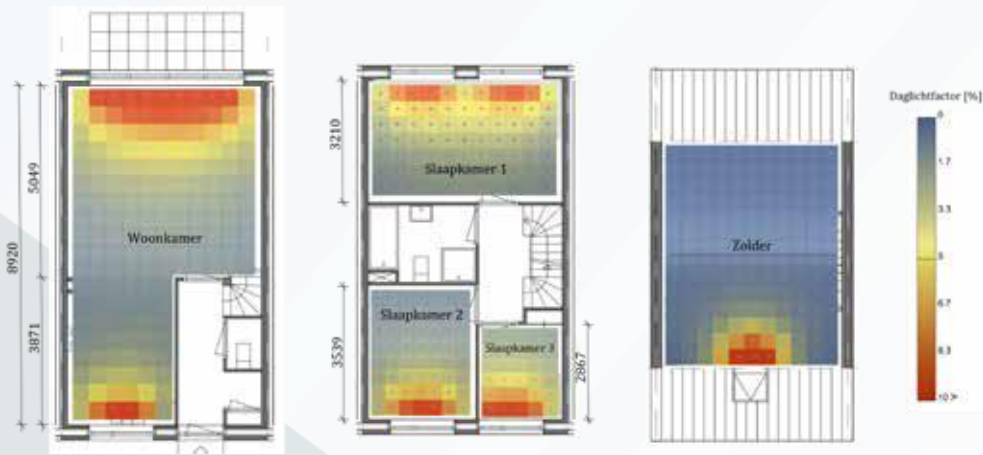 8920
5049
3871
Woonkamer
3210
3539
Slaapkamer 1
Slaapkamer 2
Slaapkamer 3
2867
Zolder
Daglichtfactor [%]
0
1.7
3.3
5
6.7
8.3
10 >